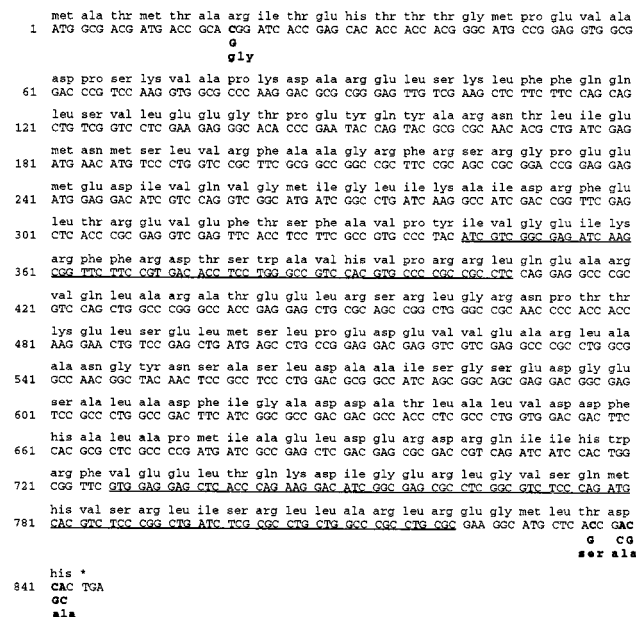 met ala thr met thr ala arg ile thr glu his thr thr thr gly met pro glu val ala
1 ATG GCG ACG ATG ACC GCA CGG ATC ACC GAG CAC ACC ACC ACG GGC ATG CCG GAG GTG GCG
G
gly
asp pro ser lys val ala pro lys asp ala arg glu leu ser lys leu phe phe gln gln
61 GAC CCG TCC AAG GTG GCG CCC AAG GAC GCG CGG GAG TTG TCG AAG CTC TTC TTC CAG CAG
leu ser val leu glu glu gly thr pro glu tyr gln tyr ala arg asn thr leu ile glu
121 CTG TCG GTC CTC GAA GAG GGC ACA CCC GAA TAC CAG TAC GCG CGC AAC ACG CTG ATC GAG
met asn met ser leu val arg phe ala ala gly arg phe arg ser arg pro glu glu
181 ATG AAC ATG TCC CTG GTC CGC TTC GCG GCC GGC CGC TTC CGC AGC CGC GGA CCG GAG GAG
met glu asp ile val gln val gly met ile gly leu ile lys ala ile asp arg phe glu
241 ATG GAG GAC ATC GTC CAG GTC GGC ATG ATC GGC CTG ATC AAG GCC ATC GAC CGG TTC GAG
leu thr arg glu val glu phe thr ser phe ala val pro tyr ile val gly glu ile lys
301 CTC ACC CGC GAG GTC GAG TTC ACC TCC TTC GCC GTG CCC TAC ATC GTC GGC GAG ATC AAG
arg phe phe arg asp thr ser trp ala val his val pro arg arg leu gln glu ala arg
361 CGG TTC TTC CGT GAC ACC TCC TGG GCC GTC CAC GTG CCC CGC CGC CTC CAG GAG GCC CGC
val gln leu ala arg ala thr glu glu leu arg ser arg leu gly arg asn pro thr thr
421 GTC CAG CTG GCC CGG GCC ACC GAG GAG CTG CGC AGC CGG CTG GGC CGC AAC CCC ACC ACC
lys glu leu ser glu leu met ser leu pro glu asp glu val val glu ala arg leu ala
481 AAG GAA CTG TCC GAG CTG ATG AGC CTG CCG GAG GAC GAG GTC GTC GAG GCC CGC CTG GCG
ala asn gly tyr asn ser ala ser leu asp ala ala ile ser gly ser glu asp gly glu
541 GCC AAC GGC TAC AAC TCC GCC TCC CTG GAC GCG GCC ATC AGC GGC AGC GAG GAC GGC GAG
ser ala leu ala asp phe ile gly ala asp asp ala thr leu ala leu val asp asp phe
601 TCC GCC CTG GCC GAC TTC ATC GGC GCC GAC GAC GCC ACC CTC GCC CTG GTG GAC GAC TTC
his ala leu ala pro met ile ala glu leu asp glu arg asp arg gln ile ile his trp
661 CAC GCG CTC GCC CCG ATG ATC GCC GAG CTC GAC GAG CGC GAC CGT CAG ATC ATC CAC TGG
arg phe val glu glu leu thr gln lys asp ile gly glu arg leu gly val ser gln met
721 CGG TTC GTG GAG GAG CTC ACC CAG AAG GAC ATC GGC GAG CGC CTC GGC GTC TCC CAG ATG
his val ser arg leu ile ser arg leu leu ala arg leu arg glu gly met leu thr asp
781 CAC GTC TCC CGG CTG ATC TCG CGC CTG CTG GCC CGC CTG CGC GAA GGC ATG CTC ACC GAC
G CG
ser ala
his *
841 CAC TGA
GC
ala